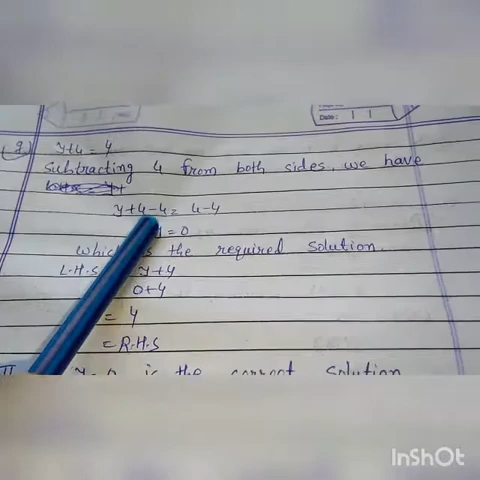 Date:
(g) y+4 = 4
Subtracting 4 from both sides, we have
y+4-4 = 4-4
= 0
which is the required solution.
L.H.S y+4
0+4
= 4
= R.H.S
is the correct solution
InShOt